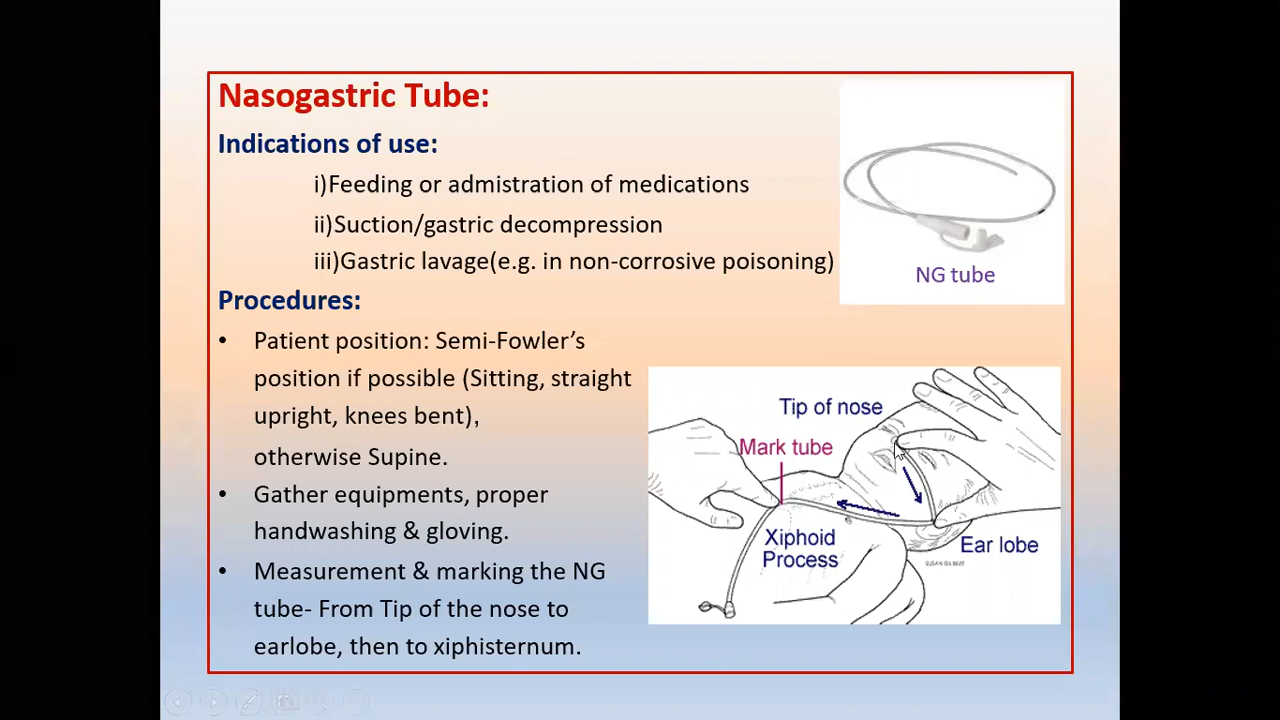 Nasogastric Tube:
Indications of use:
i)Feeding or admistration of medications
ii)Suction/gastric decompression
iii)Gastric lavage(e.g. in non-corrosive poisoning)
NG tube
Procedures:
• Patient position: Semi-Fowler’s
position if possible (Sitting, straight
upright, knees bent),
otherwise Supine.
• Gather equipments, proper
handwashing & gloving.
• Measurement & marking the NG
tube- From Tip of the nose to
earlobe, then to xiphisternum.
Tip of nose
Mark tube
Xiphoid
Process
Ear lobe
SUSAN GILBERT